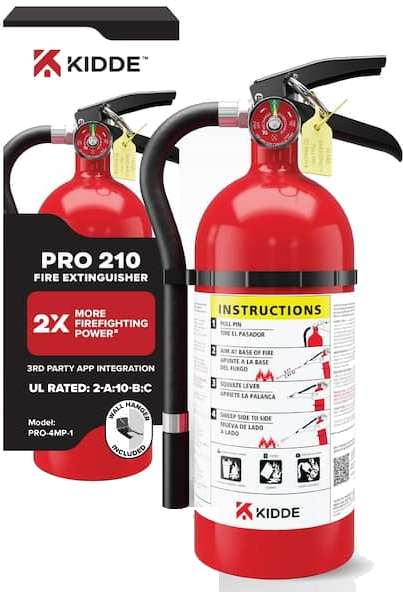 KIDDE™
PRO 210
FIRE EXTINGUISHER
2X MORE
FIREFIGHTING
POWER
3RD PARTY APP INTEGRATION
UL RATED: 2-A:10-B:C
Model:
PRO-4MP-1
WALL HANGER
INCLUDED
INSTRUCTIONS
1 PULL PIN
TIRE EL PASADOR
2 AIM AT BASE OF FIRE
APUNTE A LA BASE
DEL FUEGO
3 SQUEEZE LEVER
APRIETE LA PALANCA
4 SWEEP SIDE TO SIDE
MUEVA DE LADO
A LADO
KIDDE